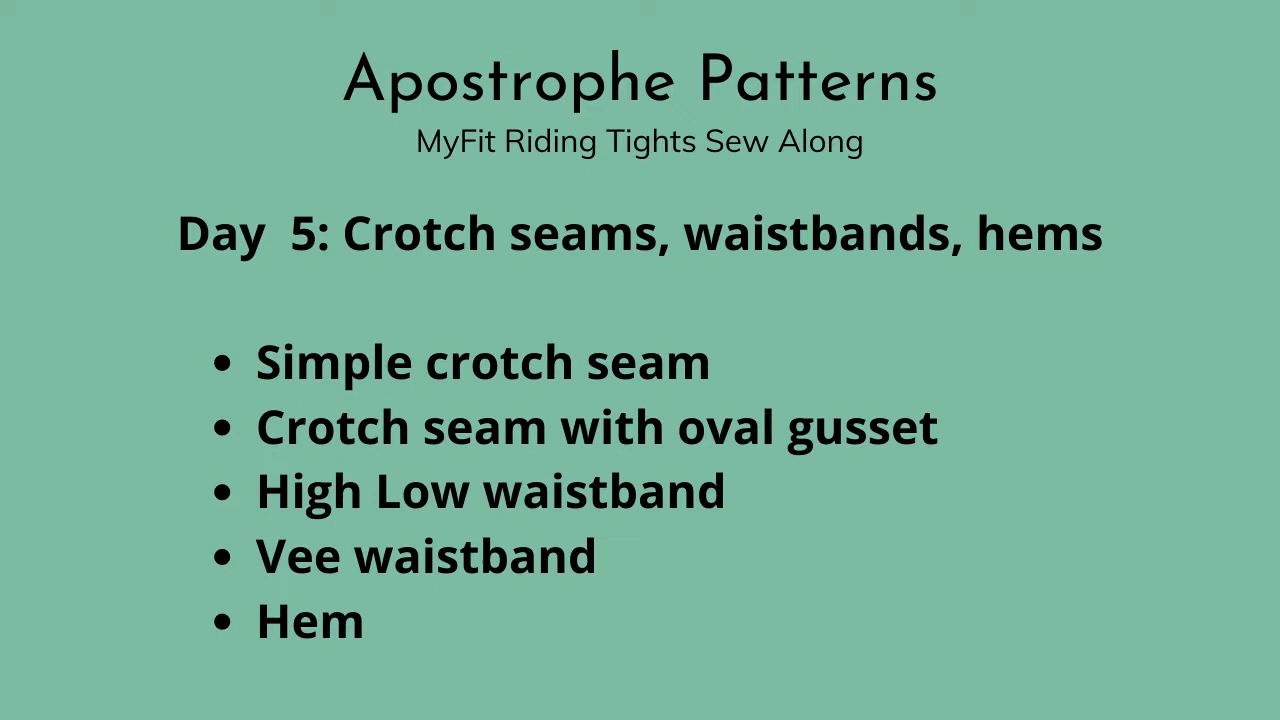 Apostrophe Patterns
MyFit Riding Tights Sew Along
Day 5: Crotch seams, waistbands, hems
• Simple crotch seam
• Crotch seam with oval gusset
• High Low waistband
• Vee waistband
• Hem